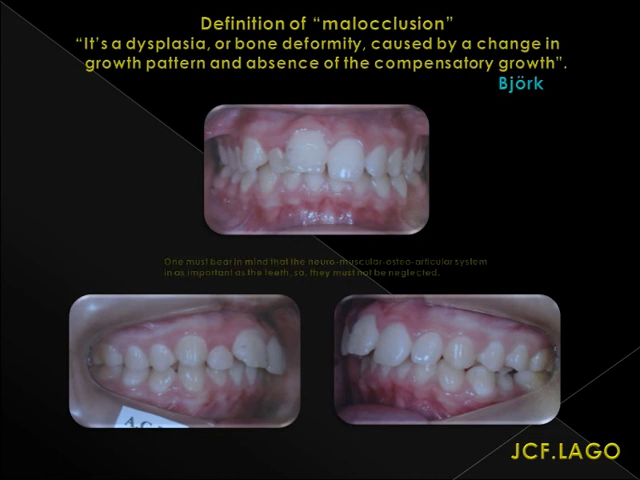 Definition of “malocclusion”
“It’s a dysplasia, or bone deformity, caused by a change in
growth pattern and absence of the compensatory growth”.
Björk
One must bear in mind that the neuro-muscular-osteo-articular system
in as important as the teeth, so, they must not be neglected.
A.C
JCF.LAGO